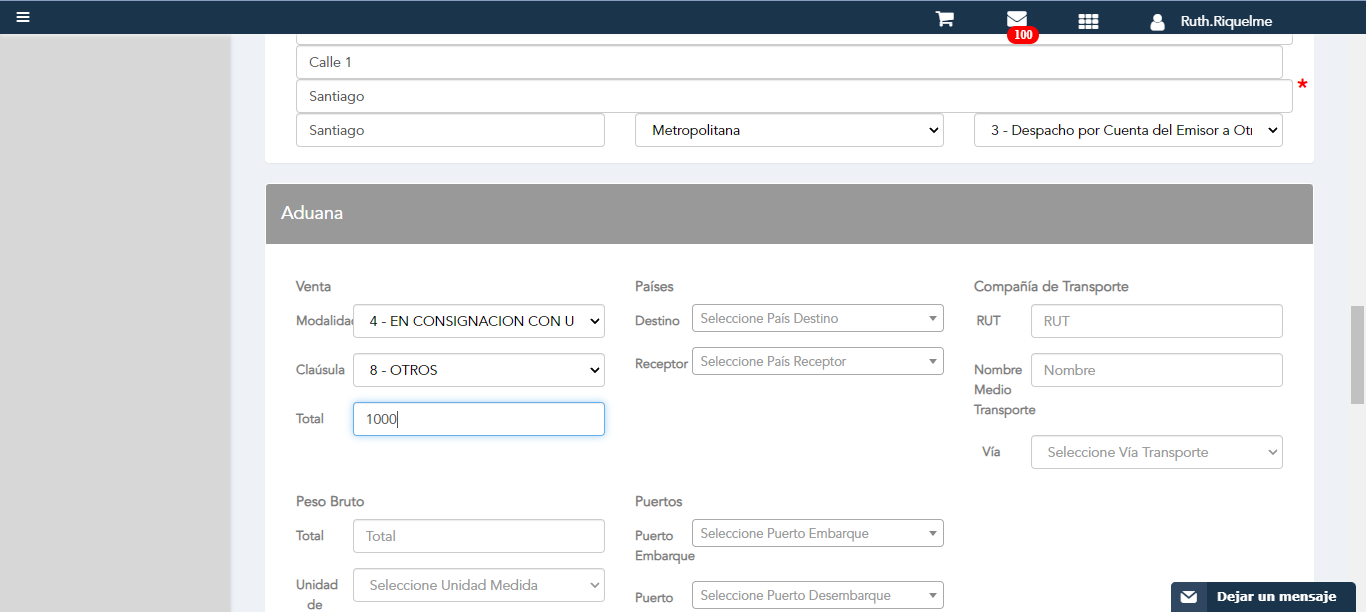 Ruth.Riquelme
100
Calle 1
Santiago
*
Santiago
Metropolitana
3 - Despacho por Cuenta del Emisor a Otr
Aduana
Venta
Países
Compañía de Transporte
Modalidad
4 - EN CONSIGNACION CON U
Destino
Seleccione País Destino
RUT
RUT
Claúsula
8 - OTROS
Receptor
Seleccione País Receptor
Nombre
Medio
Transporte
Nombre
Total
1000
Vía
Seleccione Vía Transporte
Peso Bruto
Puertos
Total
Total
Puerto
Embarque
Seleccione Puerto Embarque
Unidad
de
Seleccione Unidad Medida
Puerto
Seleccione Puerto Desembarque
Dejar un mensaje